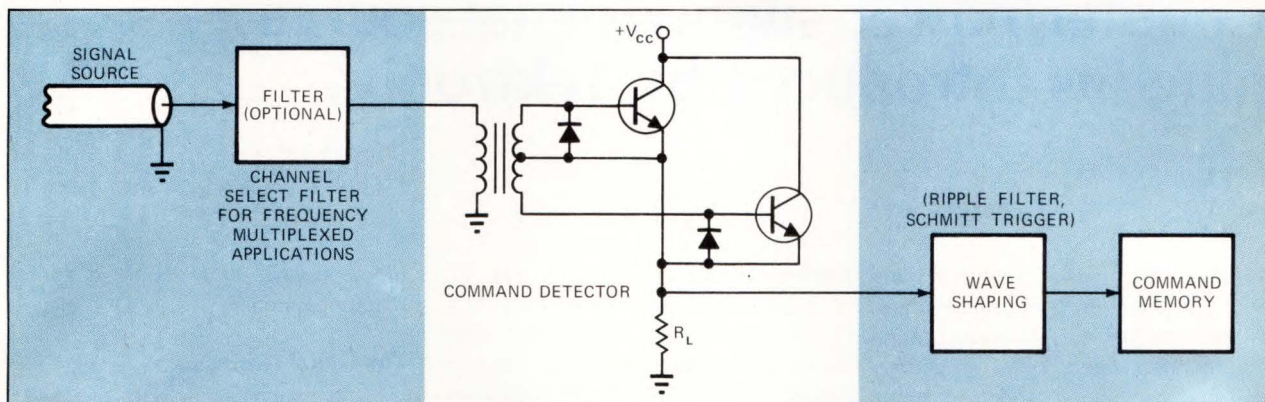 SIGNAL
SOURCE
FILTER
(OPTIONAL)
CHANNEL
SELECT FILTER
FOR FREQUENCY
MULTIPLEXED
APPLICATIONS
+VCC
COMMAND DETECTOR
RL
(RIPPLE FILTER,
SCHMITT TRIGGER)
WAVE
SHAPING
COMMAND
MEMORY